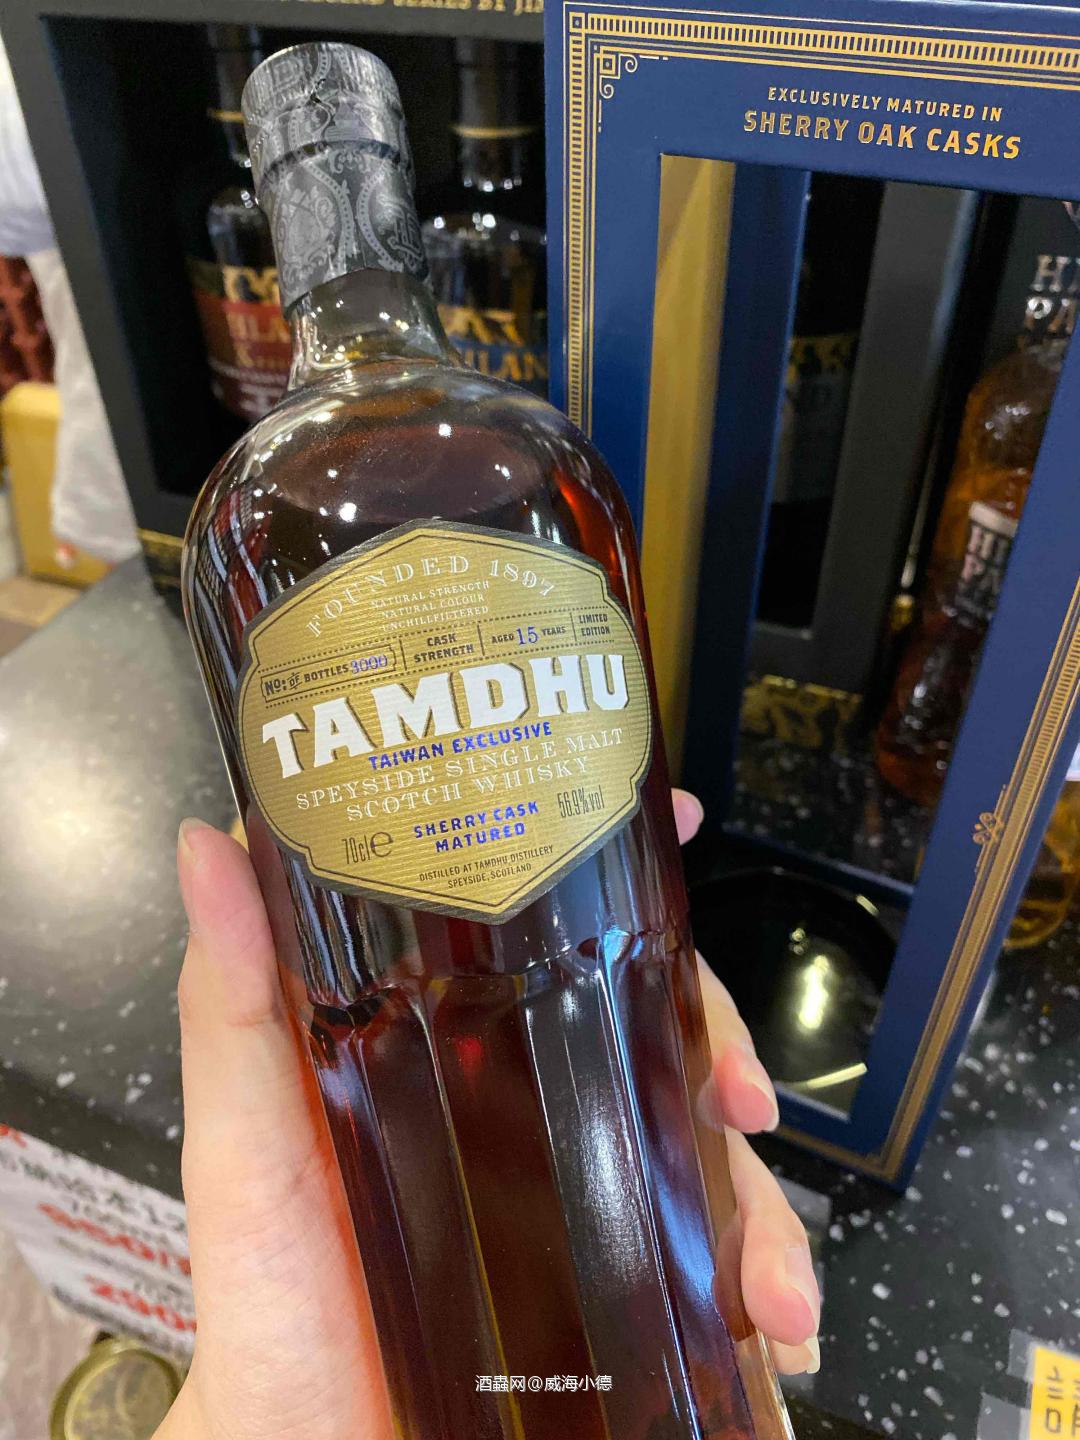 SERIES BY
EXCLUSIVELY MATURED IN
SHERRY OAK CASKS
FOUNDED 1897
NATURAL STRENGTH
NATURAL COLOUR
UNCHILLFILTERED
No: OF BOTTLES 3000
CASK
STRENGTH
AGED 15 YEARS
LIMITED
EDITION
TAMDHU
TAIWAN EXCLUSIVE
SPEYSIDE SINGLE MALT
SCOTCH WHISKY
70cl e
SHERRY CASK
MATURED
56.9%vol
DISTILLED AT TAMDHU DISTILLERY
SPEYSIDE, SCOTLAND
酒蟲网@威海小德